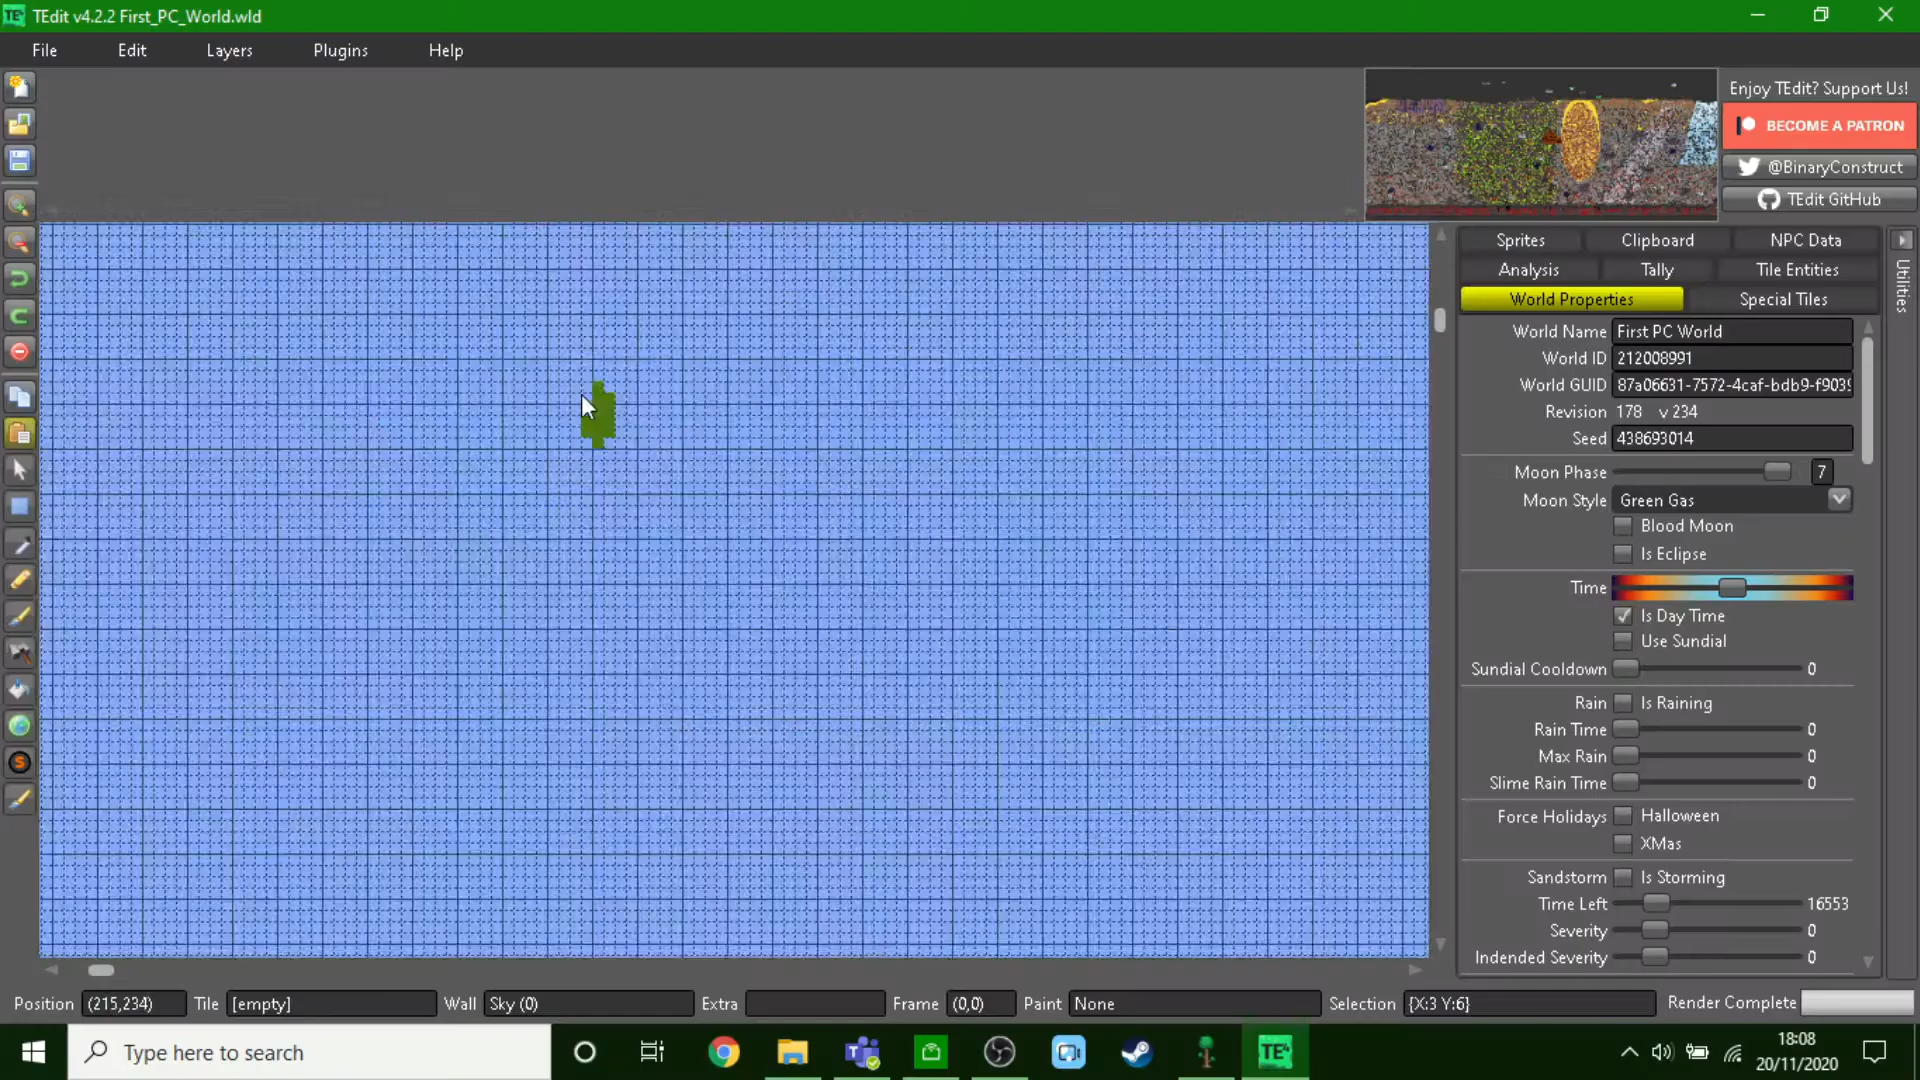 TEdit v4.2.2 First_PC_World.wld
File Edit Layers Plugins Help
Enjoy TEdit? Support Us!
BECOME A PATRON
@BinaryConstruct
TEdit GitHub
Sprites Clipboard NPC Data
Analysis Tally Tile Entities
World Properties Special Tiles
Utilities
World Name First PC World
World ID 212008991
World GUID 87a06631-7572-4caf-bdb9-f903
Revision 178 v 234
Seed 438693014
Moon Phase 7
Moon Style Green Gas
Blood Moon
Is Eclipse
Time
Is Day Time
Use Sundial
Sundial Cooldown 0
Rain Is Raining
Rain Time 0
Max Rain 0
Slime Rain Time 0
Force Holidays Halloween
XMas
Sandstorm Is Storming
Time Left 16553
Severity 0
Indended Severity 0
Position (215,234) Tile [empty] Wall Sky (0) Extra Frame (0,0) Paint None Selection {X:3 Y:6} Render Complete
Type here to search
TE
18:08
20/11/2020